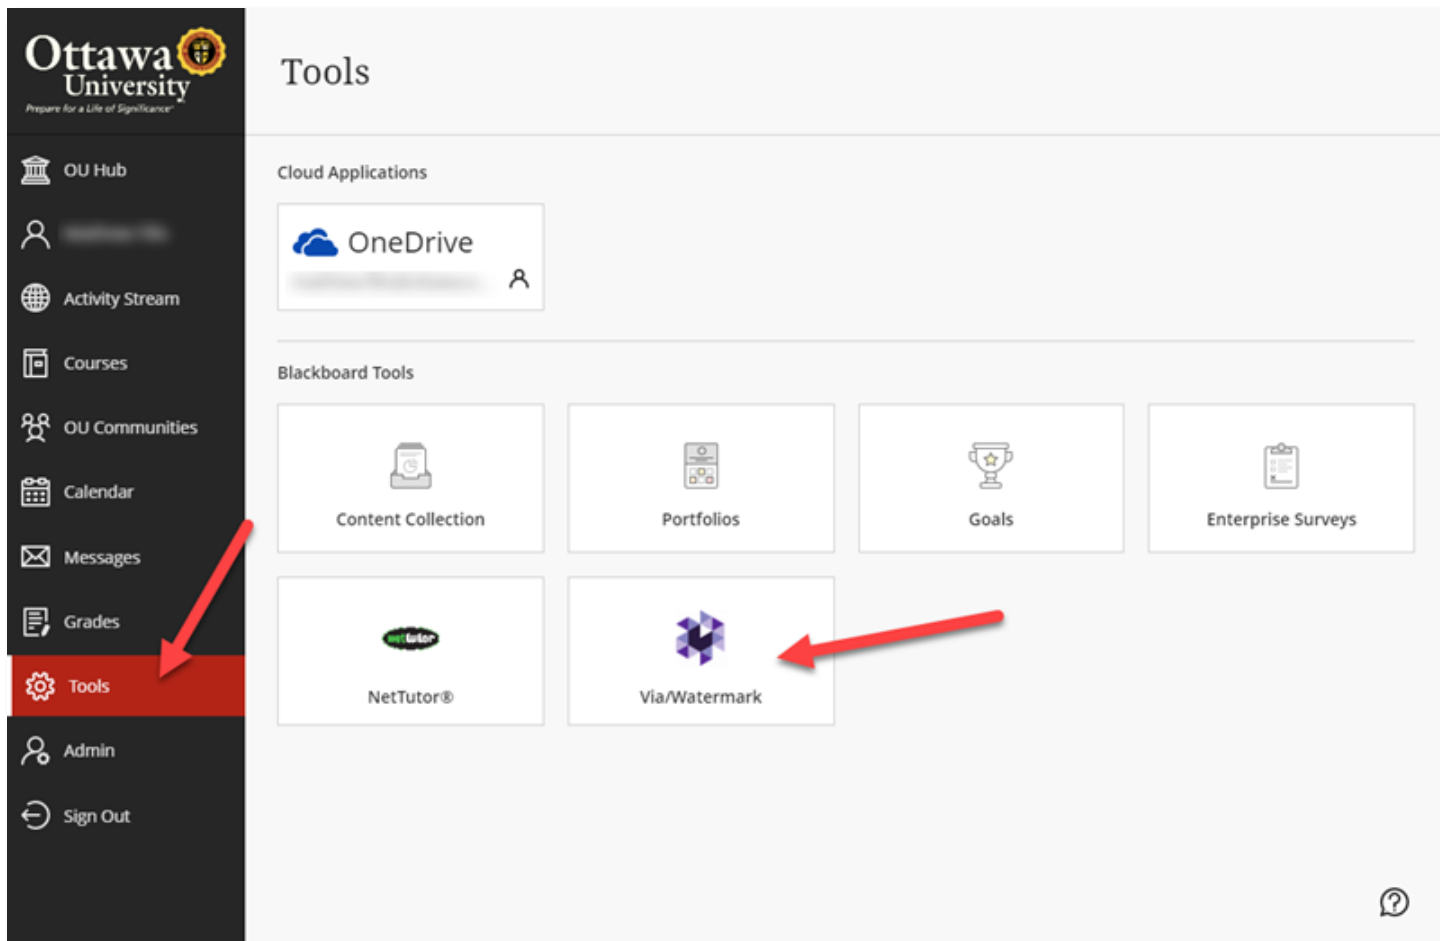 Ottawa
University
Prepare for a Life of Significance
Tools
OU Hub
Activity Stream
Courses
OU Communities
Calendar
Messages
Grades
Tools
Admin
Sign Out
Cloud Applications
OneDrive
Blackboard Tools
Content Collection
Portfolios
Goals
Enterprise Surveys
nettutor
NetTutor®
Via/Watermark